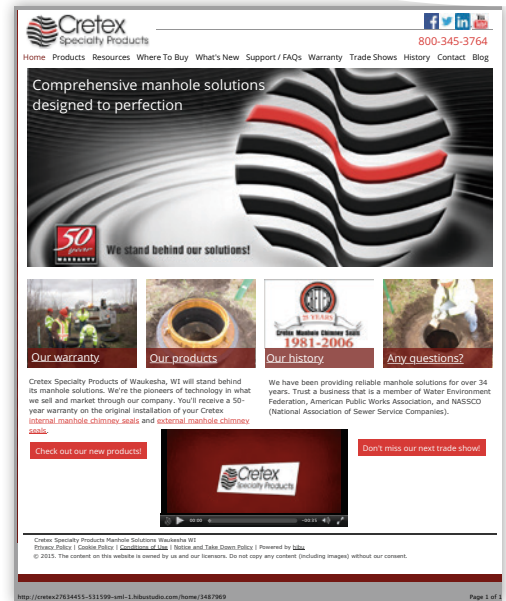 Cretex
Specialty Products
800-345-3764
Home Products Resources Where To Buy What's New Support / FAQs Warranty Trade Shows History Contact Blog
Comprehensive manhole solutions
designed to perfection
50
year
WARRANTY
We stand behind our solutions!
25 YEARS
Cretex Manhole Chimney Seals
1981-2006
Our warranty
Our products
Our history
Any questions?
Cretex Specialty Products of Waukesha, WI will stand behind
its manhole solutions. We're the pioneers of technology in what
we sell and market through our company. You'll receive a 50-
year warranty on the original installation of your Cretex
internal manhole chimney seals and external manhole chimney
seals.
We have been providing reliable manhole solutions for over 34
years. Trust a business that is a member of Water Environment
Federation, American Public Works Association, and NASSCO
(National Association of Sewer Service Companies).
Check out our new products!
Don't miss our next trade show!
Cretex
Specialty Products
00:00
-00:25
Cretex Specialty Products Manhole Solutions Waukesha WI
Privacy Policy | Cookie Policy | Conditions of Use | Notice and Take Down Policy | Powered by hibu
© 2015. The content on this website is owned by us and our licensors. Do not copy any content (including images) without our consent.
http://cretex27634455-531599-sml-1.hibustudio.com/home/3487969
Page 1 of 1